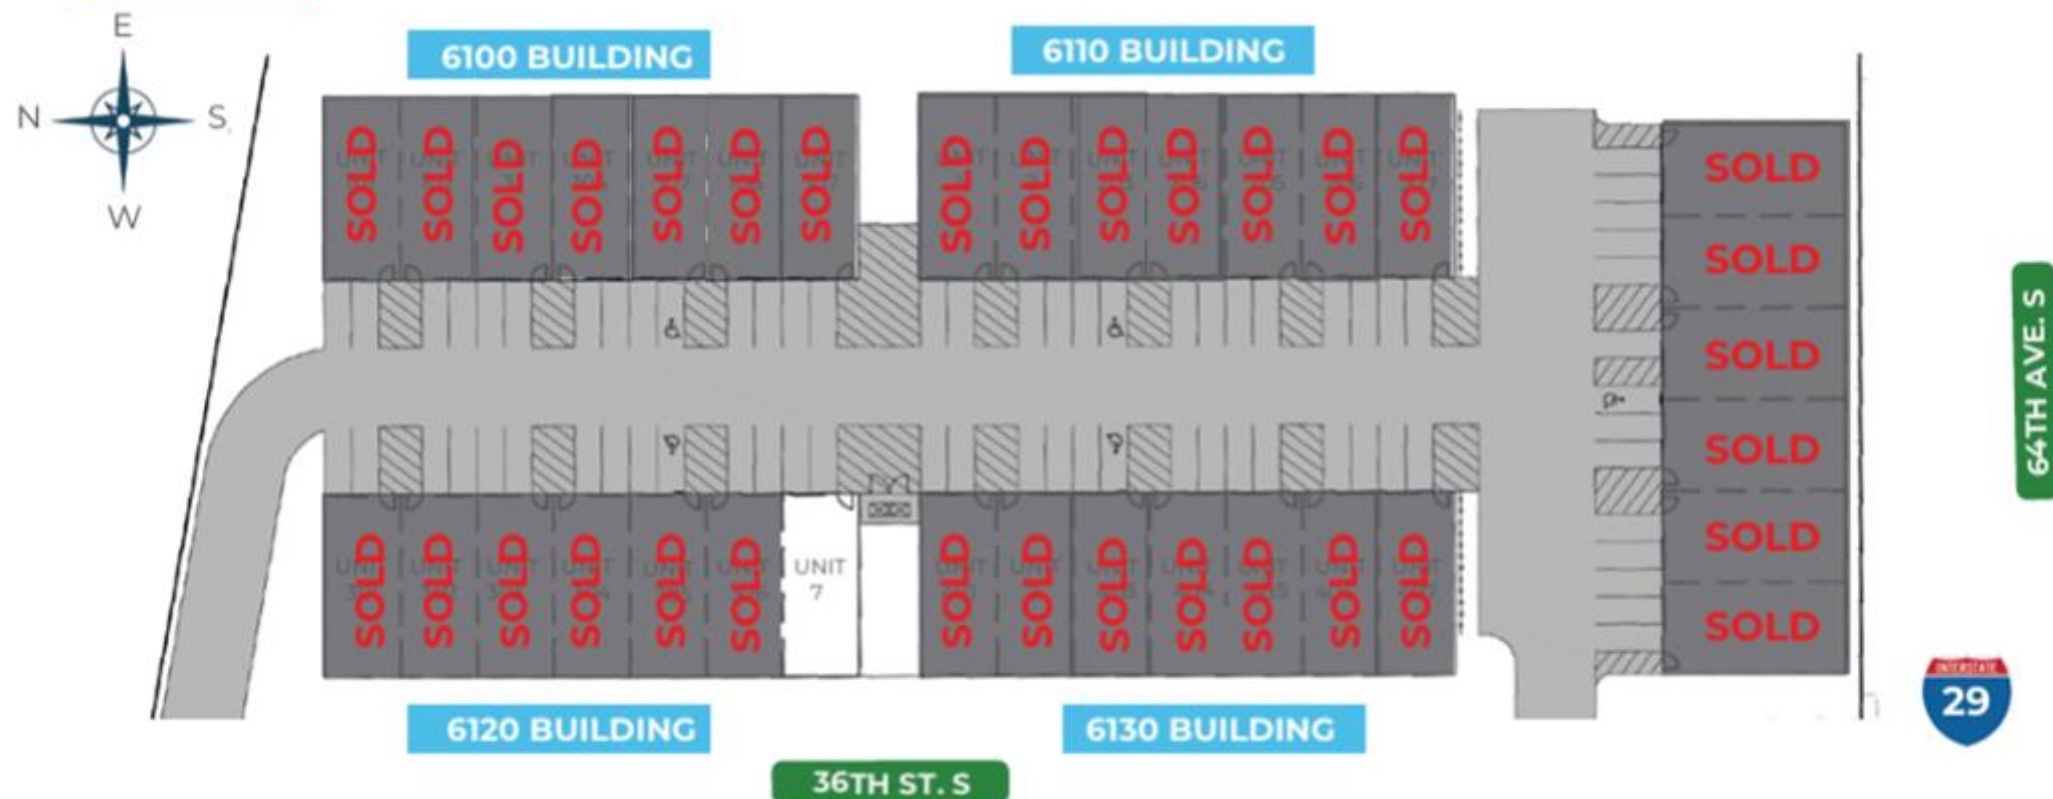 E
N
S
W
6100 BUILDING
6110 BUILDING
SOLD SOLD SOLD SOLD SOLD SOLD SOLD
SOLD SOLD SOLD SOLD SOLD SOLD SOLD
SOLD
SOLD
SOLD
SOLD
SOLD
SOLD
64TH AVE. S
SOLD SOLD SOLD SOLD SOLD SOLD
UNIT
7
SOLD SOLD SOLD SOLD SOLD SOLD SOLD
6120 BUILDING
6130 BUILDING
36TH ST. S
INTERSTATE
29